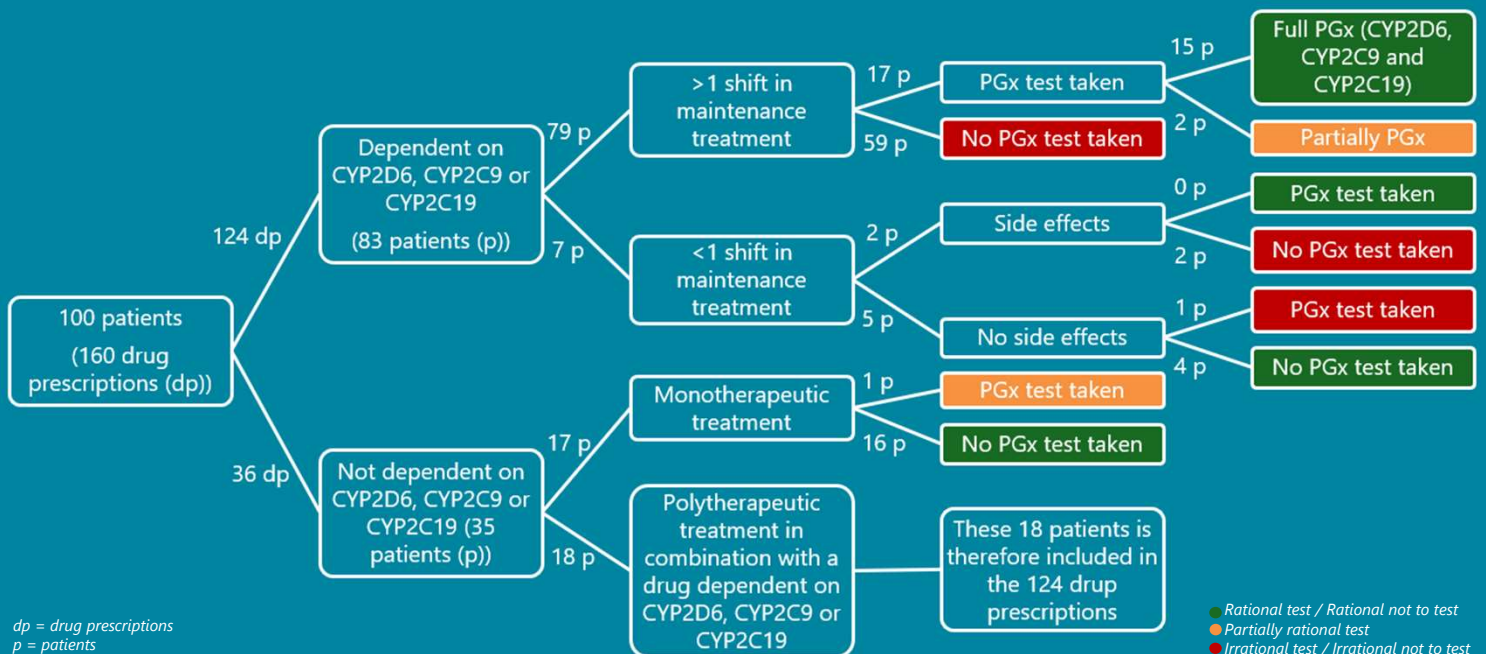 100 patients
(160 drug
prescriptions (dp))
124 dp
36 dp
Dependent on
CYP2D6, CYP2C9 or
CYP2C19
(83 patients (p))
79 p
7 p
>1 shift in
maintenance
treatment
17 p
59 p
PGx test taken
No PGx test taken
15 p
2 p
Full PGx (CYP2D6,
CYP2C9 and
CYP2C19)
Partially PGx
<1 shift in
maintenance
treatment
2 p
5 p
Side effects
0 p
2 p
PGx test taken
No PGx test taken
No side effects
1 p
4 p
PGx test taken
No PGx test taken
Not dependent on
CYP2D6, CYP2C9 or
CYP2C19 (35
patients (p))
17 p
18 p
Monotherapeutic
treatment
1 p
16 p
PGx test taken
No PGx test taken
Polytherapeutic
treatment in
combination with a
drug dependent on
CYP2D6, CYP2C9 or
CYP2C19
These 18 patients is
therefore included in
the 124 drup
prescriptions
dp = drug prescriptions
p = patients
Rational test / Rational not to test
Partially rational test
Irrational test / Irrational not to test